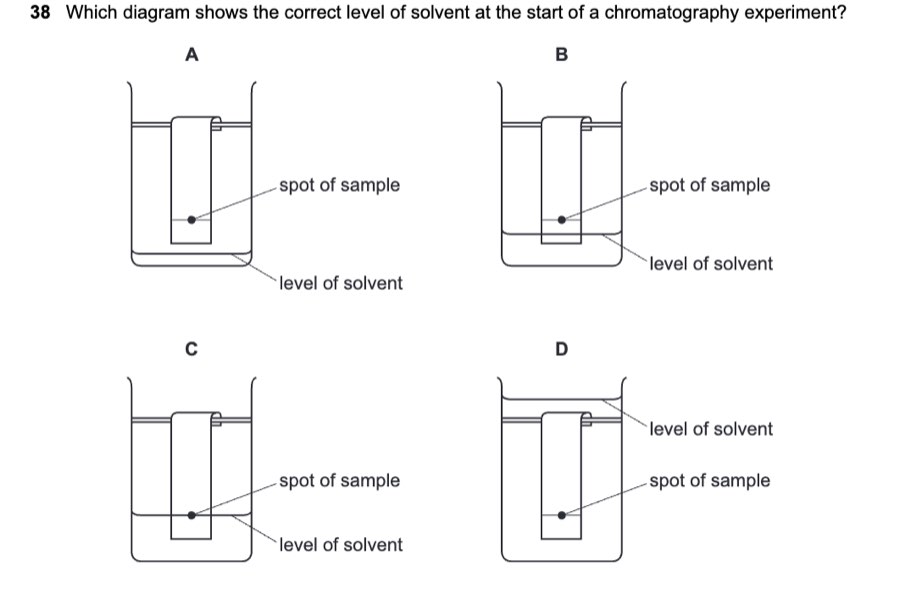 38 Which diagram shows the correct level of solvent at the start of a chromatography experiment?
A
B
spot of sample
spot of sample
level of solvent
level of solvent
C
D
level of solvent
spot of sample
spot of sample
level of solvent